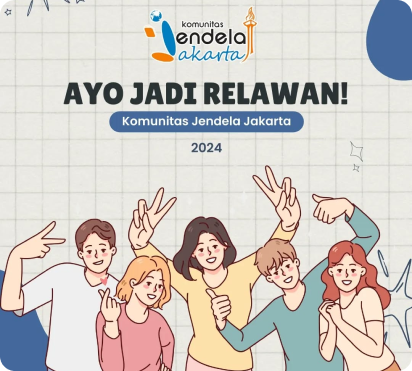 komunitas
Jendela
Jakarta
AYO JADI RELAWAN!
Komunitas Jendela Jakarta
2024